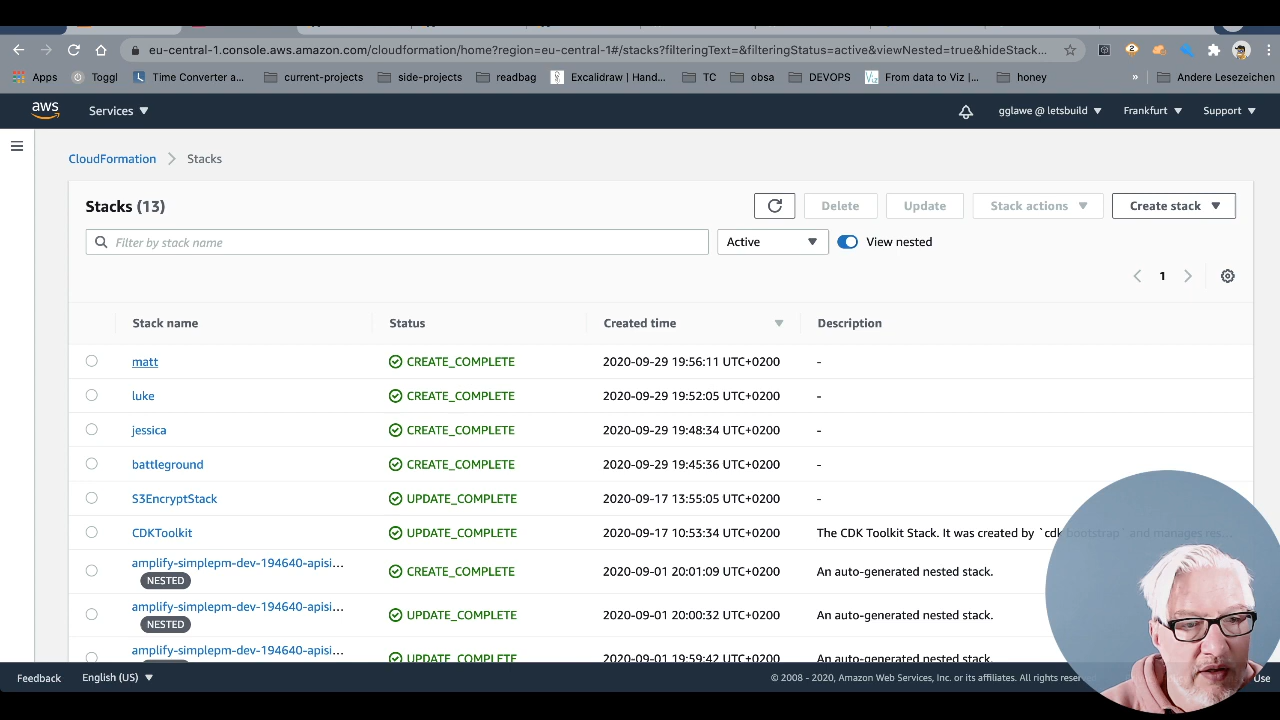 eu-central-1.console.aws.amazon.com/cloudformation/home?region=eu-central-1#/stacks?filteringText=&filteringStatus=active&viewNested=true&hideStack...
Apps Toggl Time Converter a... current-projects side-projects readbag Excalidraw | Hand... TC obsa DEVOPS From data to Viz |... honey » Andere Lesezeichen
aws Services gglawe @ letsbuild Frankfurt Support
CloudFormation > Stacks
Stacks (13) Delete Update Stack actions Create stack
Filter by stack name Active View nested
1
Stack name Status Created time Description
matt CREATE_COMPLETE 2020-09-29 19:56:11 UTC+0200 -
luke CREATE_COMPLETE 2020-09-29 19:52:05 UTC+0200 -
jessica CREATE_COMPLETE 2020-09-29 19:48:34 UTC+0200 -
battleground CREATE_COMPLETE 2020-09-29 19:45:36 UTC+0200 -
S3EncryptStack UPDATE_COMPLETE 2020-09-17 13:55:05 UTC+0200 -
CDKToolkit UPDATE_COMPLETE 2020-09-17 10:53:34 UTC+0200 The CDK Toolkit Stack. It was created by `cdk bootstrap` and manages res...
amplify-simplepm-dev-194640-apisi... CREATE_COMPLETE 2020-09-01 20:01:09 UTC+0200 An auto-generated nested stack.
NESTED
amplify-simplepm-dev-194640-apisi... UPDATE_COMPLETE 2020-09-01 20:00:32 UTC+0200 An auto-generated nested stack.
NESTED
amplify-simplepm-dev-194640-apisi... UPDATE_COMPLETE 2020-09-01 19:59:42 UTC+0200 An auto-generated nested stack.
Feedback English (US) © 2008 - 2020, Amazon Web Services, Inc. or its affiliates. All rights Use